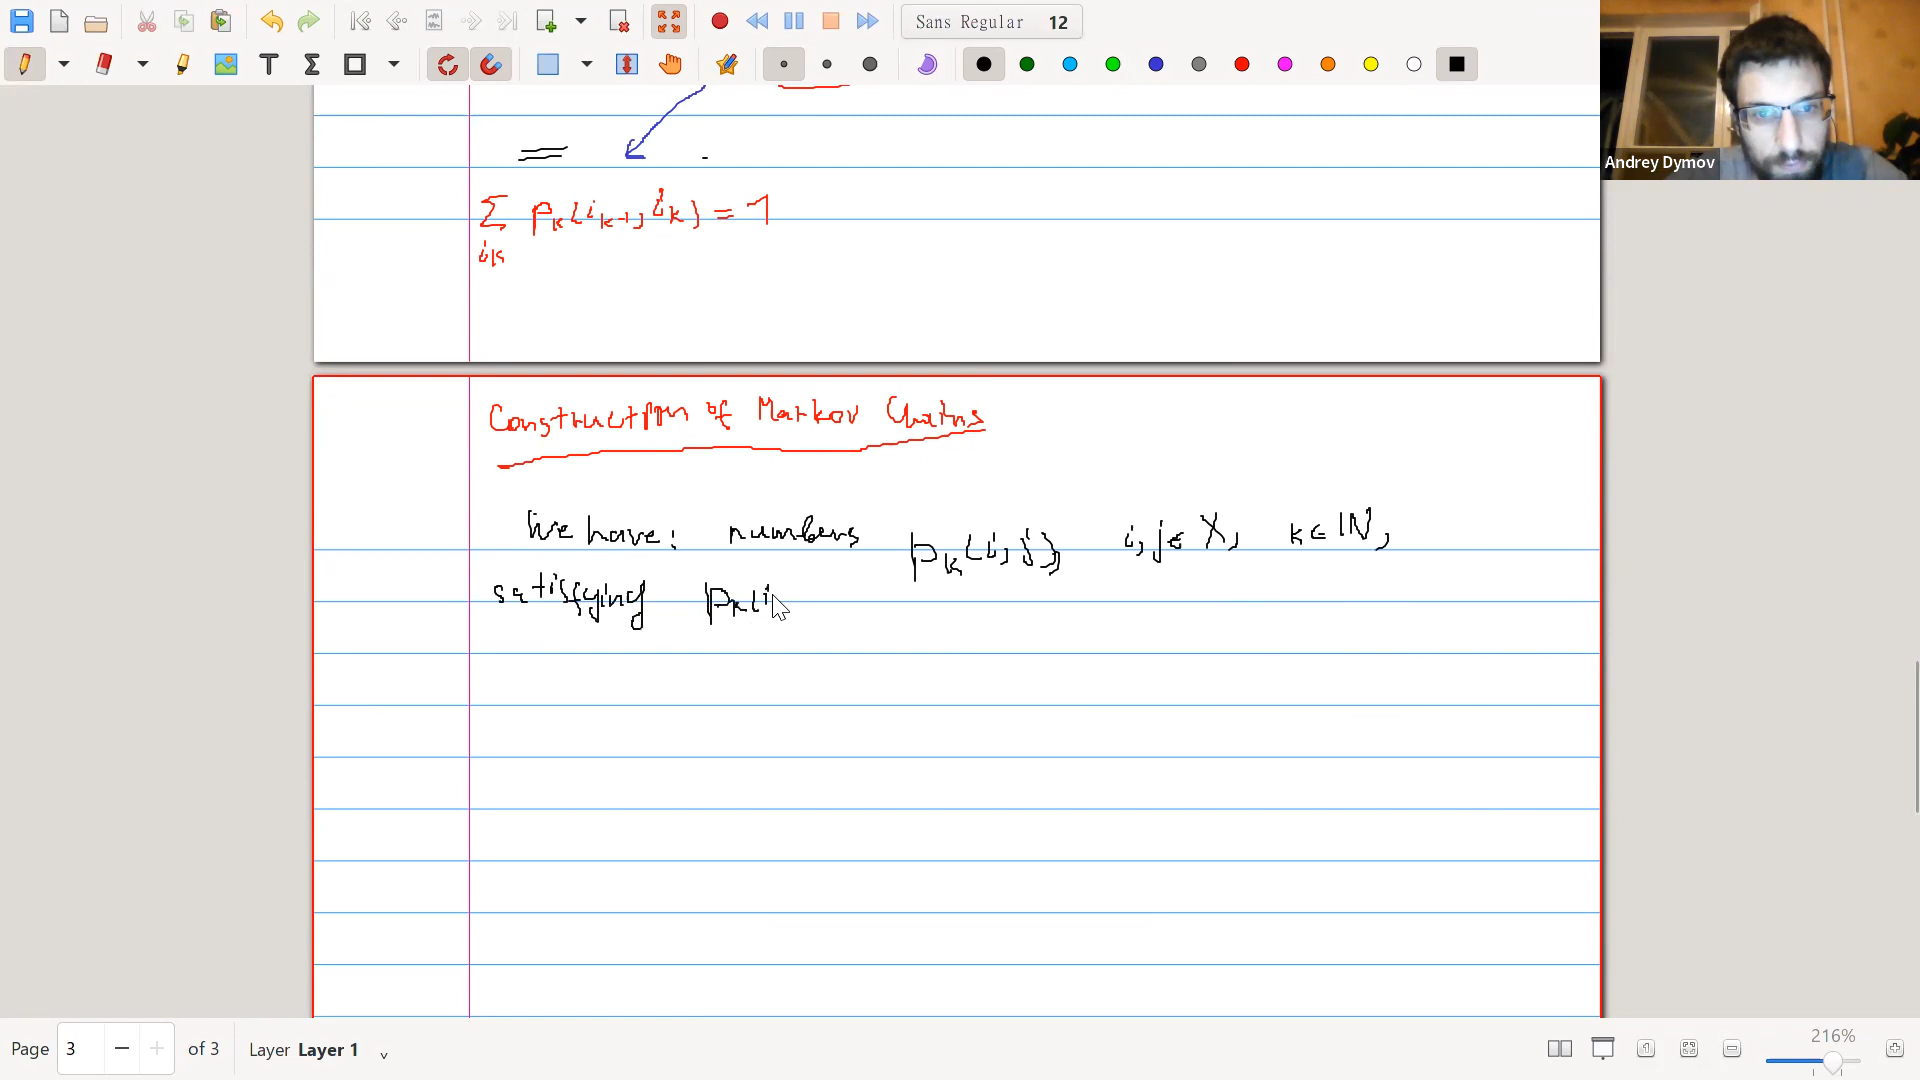 Sans Regular 12
Andrey Dymov
∑ p_k(i_{k-1}, i_k) = 1
i_k
Construction of Markov Chains
We have: numbers p_k(i, j), i, j ∈ X, k ∈ ℕ,
satisfying p_k(i
Page 3 of 3 Layer Layer 1 216%